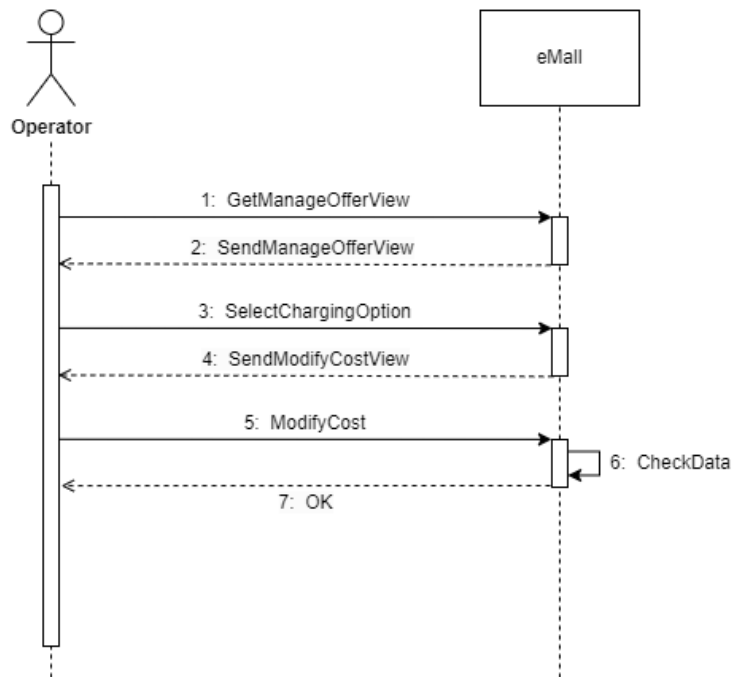 eMall
Operator
1: GetManageOfferView
2: SendManageOfferView
3: SelectChargingOption
4: SendModifyCostView
5: ModifyCost
6: CheckData
7: OK